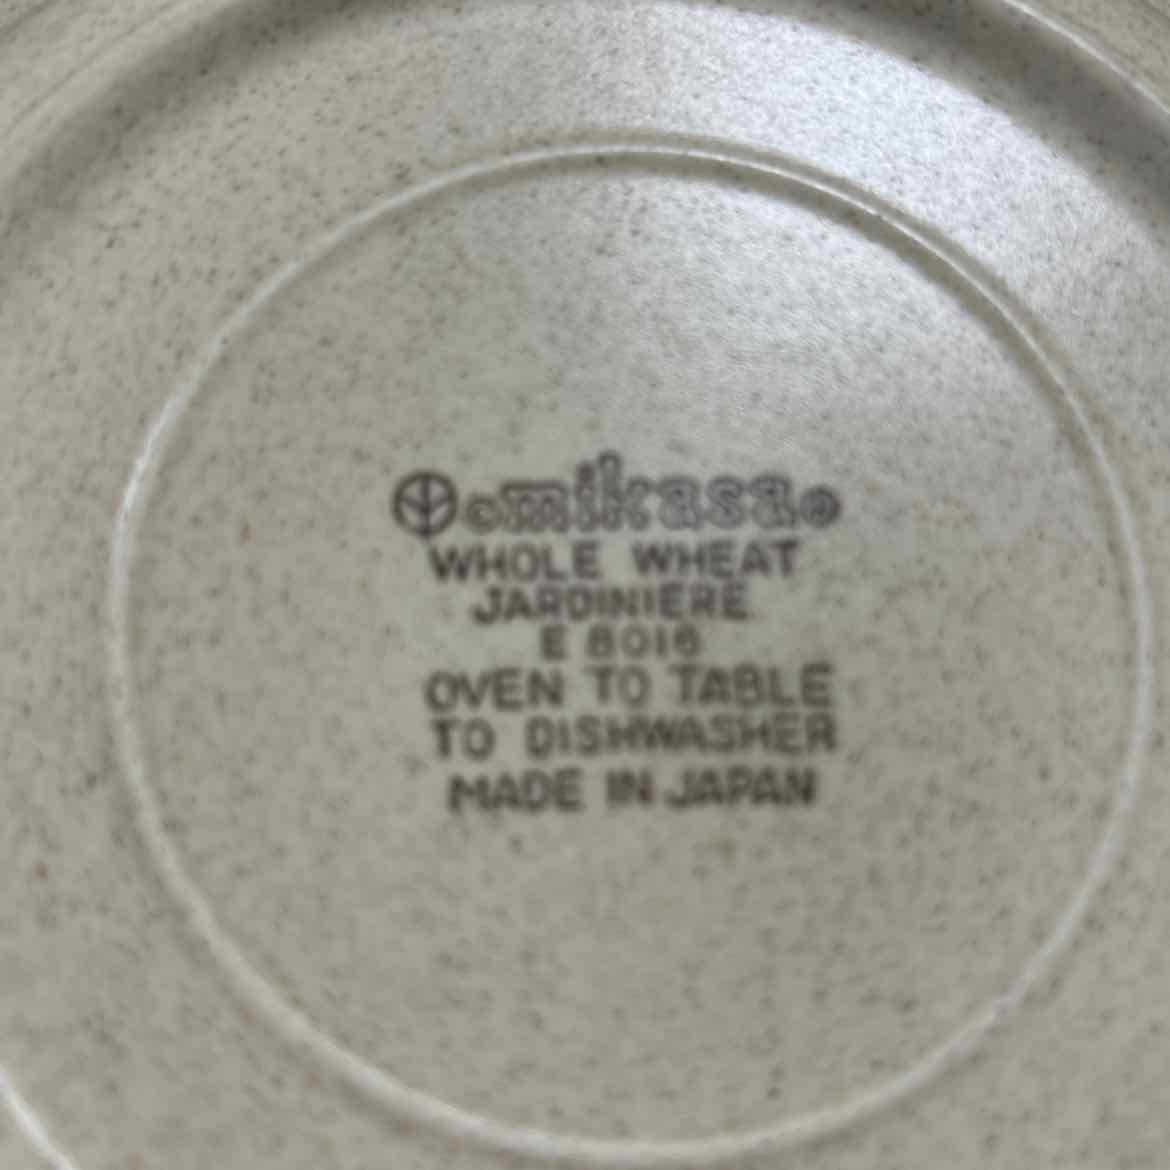 mikasa
WHOLE WHEAT
JARDINIERE
E 8016
OVEN TO TABLE
TO DISHWASHER
MADE IN JAPAN